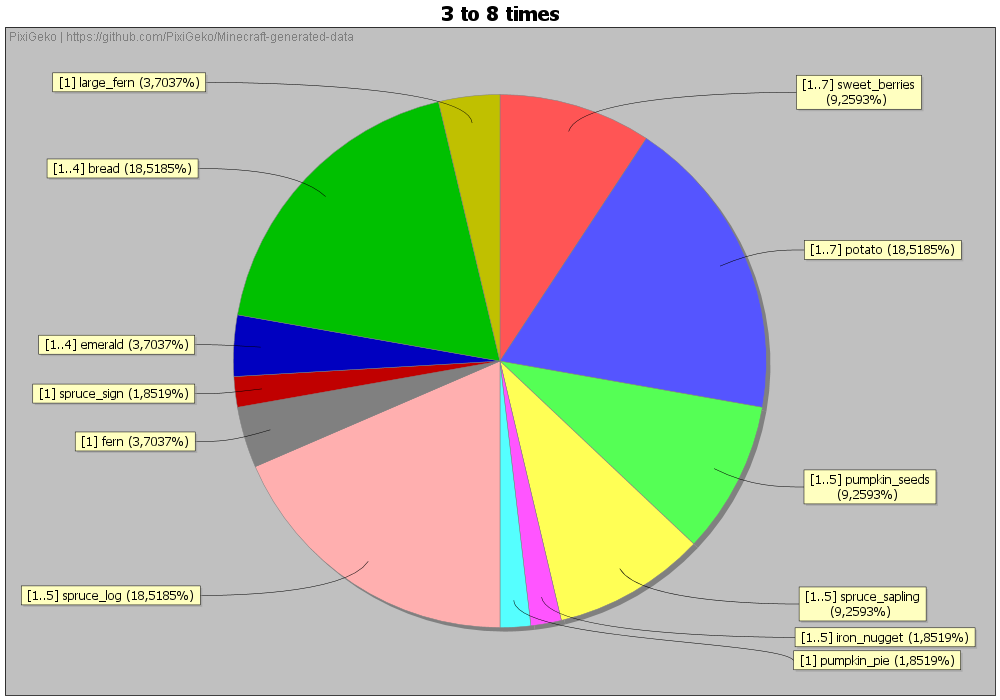 3 to 8 times
PixiGeko | https://github.com/PixiGeko/Minecraft-generated-data
[1] large_fern (3,7037%)
[1..7] sweet_berries
(9,2593%)
[1..4] bread (18,5185%)
[1..7] potato (18,5185%)
[1..4] emerald (3,7037%)
[1] spruce_sign (1,8519%)
[1] fern (3,7037%)
[1..5] pumpkin_seeds
(9,2593%)
[1..5] spruce_log (18,5185%)
[1..5] spruce_sapling
(9,2593%)
[1..5] iron_nugget (1,8519%)
[1] pumpkin_pie (1,8519%)